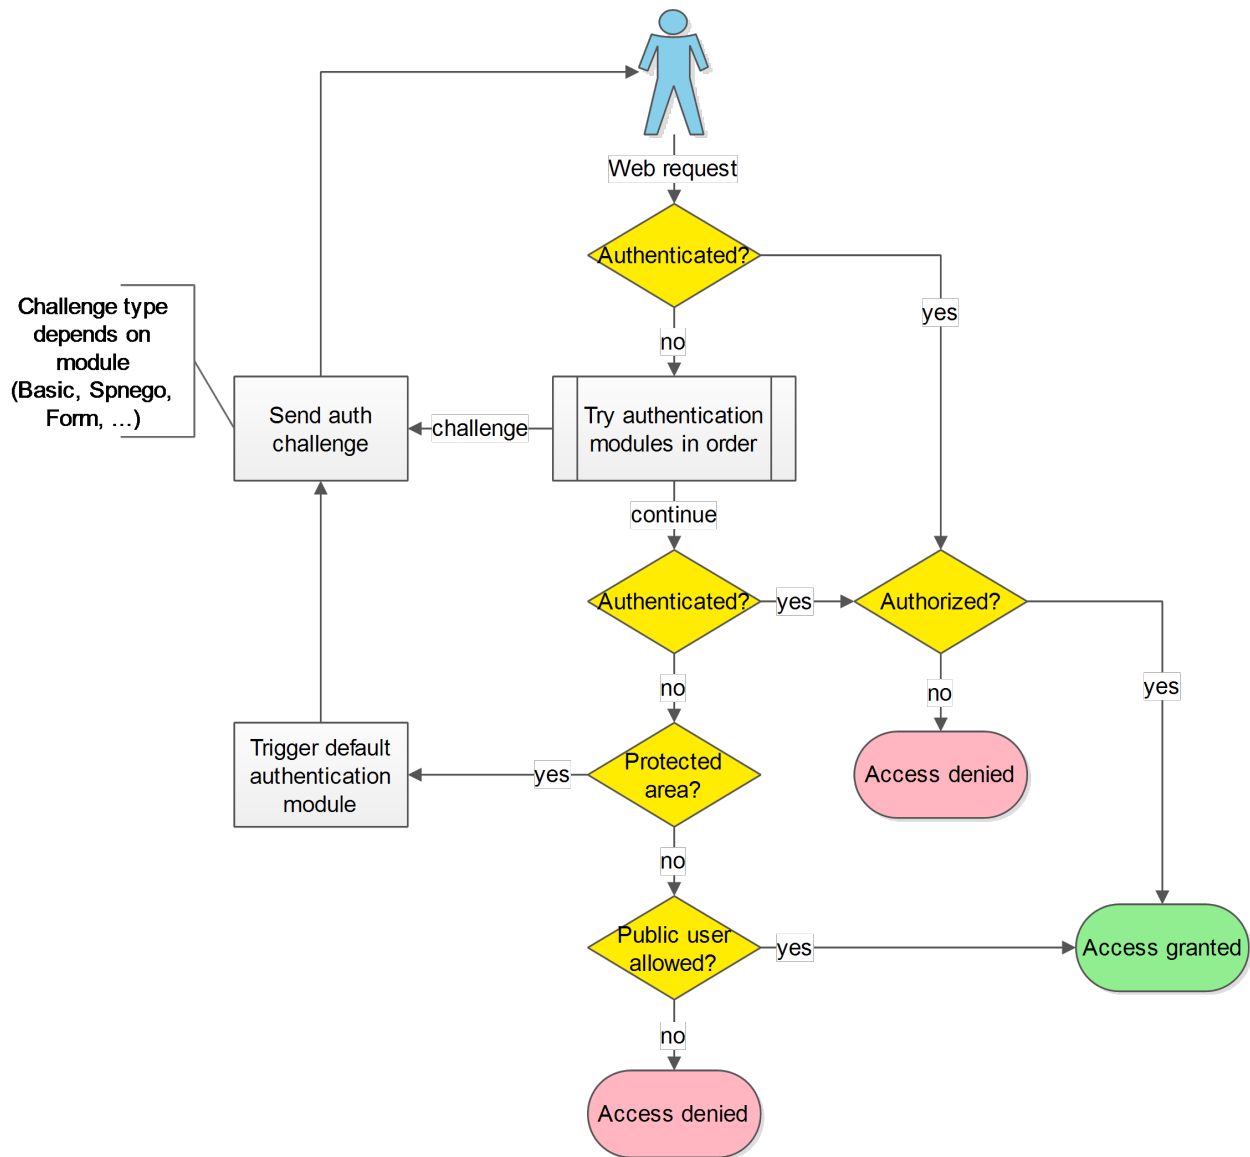 Web request
Authenticated?
yes
no
Challenge type
depends on
module
(Basic, Spnego,
Form, …)
Send auth
challenge
challenge
Try authentication
modules in order
continue
Authenticated?
yes
Authorized?
no
no
yes
Trigger default
authentication
module
yes
Protected
area?
Access denied
no
Public user
allowed?
yes
Access granted
no
Access denied